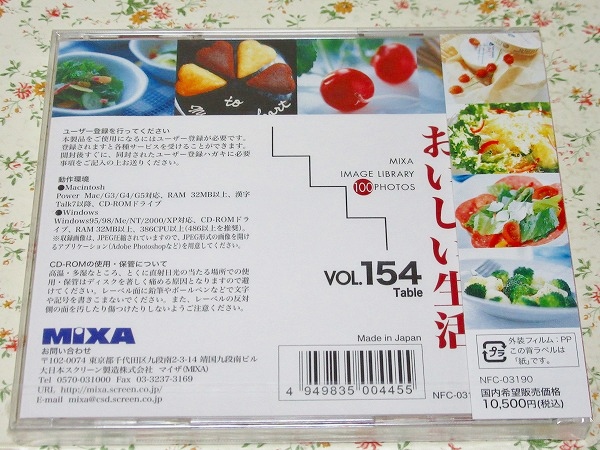 to
ユーザー登録を行ってください
本製品をご使用になるにはユーザー登録が必要です。
登録されますと各種サービスを受けることができます。
開封後すぐに、同封されたユーザー登録ハガキに必要
事項をご記入の上お送りください。
動作環境
●Macintosh
Power Mac/G3/G4/G5対応、RAM 32MB以上、漢字
Talk7以降、CD-ROMドライブ
●Windows
Windows95/98/Me/NT/2000/XP対応、CD-ROMドラ
イブ、RAM 32MB以上、386CPU以上(486以上を推奨)。
※収録画像は、JPEG圧縮されていますので、JPEG形式の画像を開け
るアプリケーション(Adobe Photoshopなど)を用意してください。
CD-ROMの使用・保管について
高温・多湿なところ、とくに直射日光の当たる場所での使
用・保管はディスクを著しく痛める原因となりますので避
けてください。レーベル面に鉛筆やボールペンなどで文字
や記号を書きこまないでください。また、レーベルの反対
側の面を汚したり傷つけたりしないようご注意ください。
MIXA
お問い合わせ
〒102-0074 東京都千代田区九段南2-3-14 靖国九段南ビル
大日本スクリーン製造株式会社 マイザ(MIXA)
Tel 0570-031000 Fax 03-3237-3169
URL http://mixa.screen.co.jp/
E-mail mixa@csd.screen.co.jp
MIXA
IMAGE LIBRARY
100PHOTOS
VOL.154
Table
おいしい生活
Made in Japan
4 949835 004455
NFC-03
プラ
外装フィルム:PP
この背ラベルは
「紙」です。
NFC-03190
国内希望販売価格
10,500円(税込)